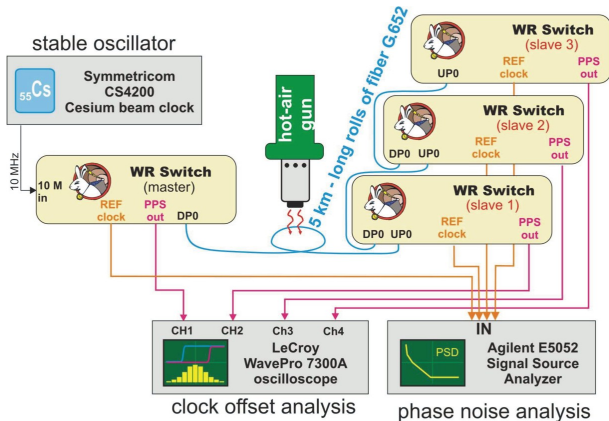 stable oscillator
55Cs
Symmetricom
CS4200
Cesium beam clock
10 MHz
10 M
in
WR Switch
(master)
REF
clock
PPS
out
DP0
hot-air
gun
5 km - long rolls of fiber G.652
WR Switch
(slave 3)
UP0
REF
clock
PPS
out
WR Switch
(slave 2)
DP0 UP0
WR Switch
(slave 1)
DP0 UP0
REF
clock
PPS
out
CH1 CH2 Ch3 Ch4
LeCroy
WavePro 7300A
oscilloscope
clock offset analysis
IN
PSD
Agilent E5052
Signal Source
Analyzer
phase noise analysis